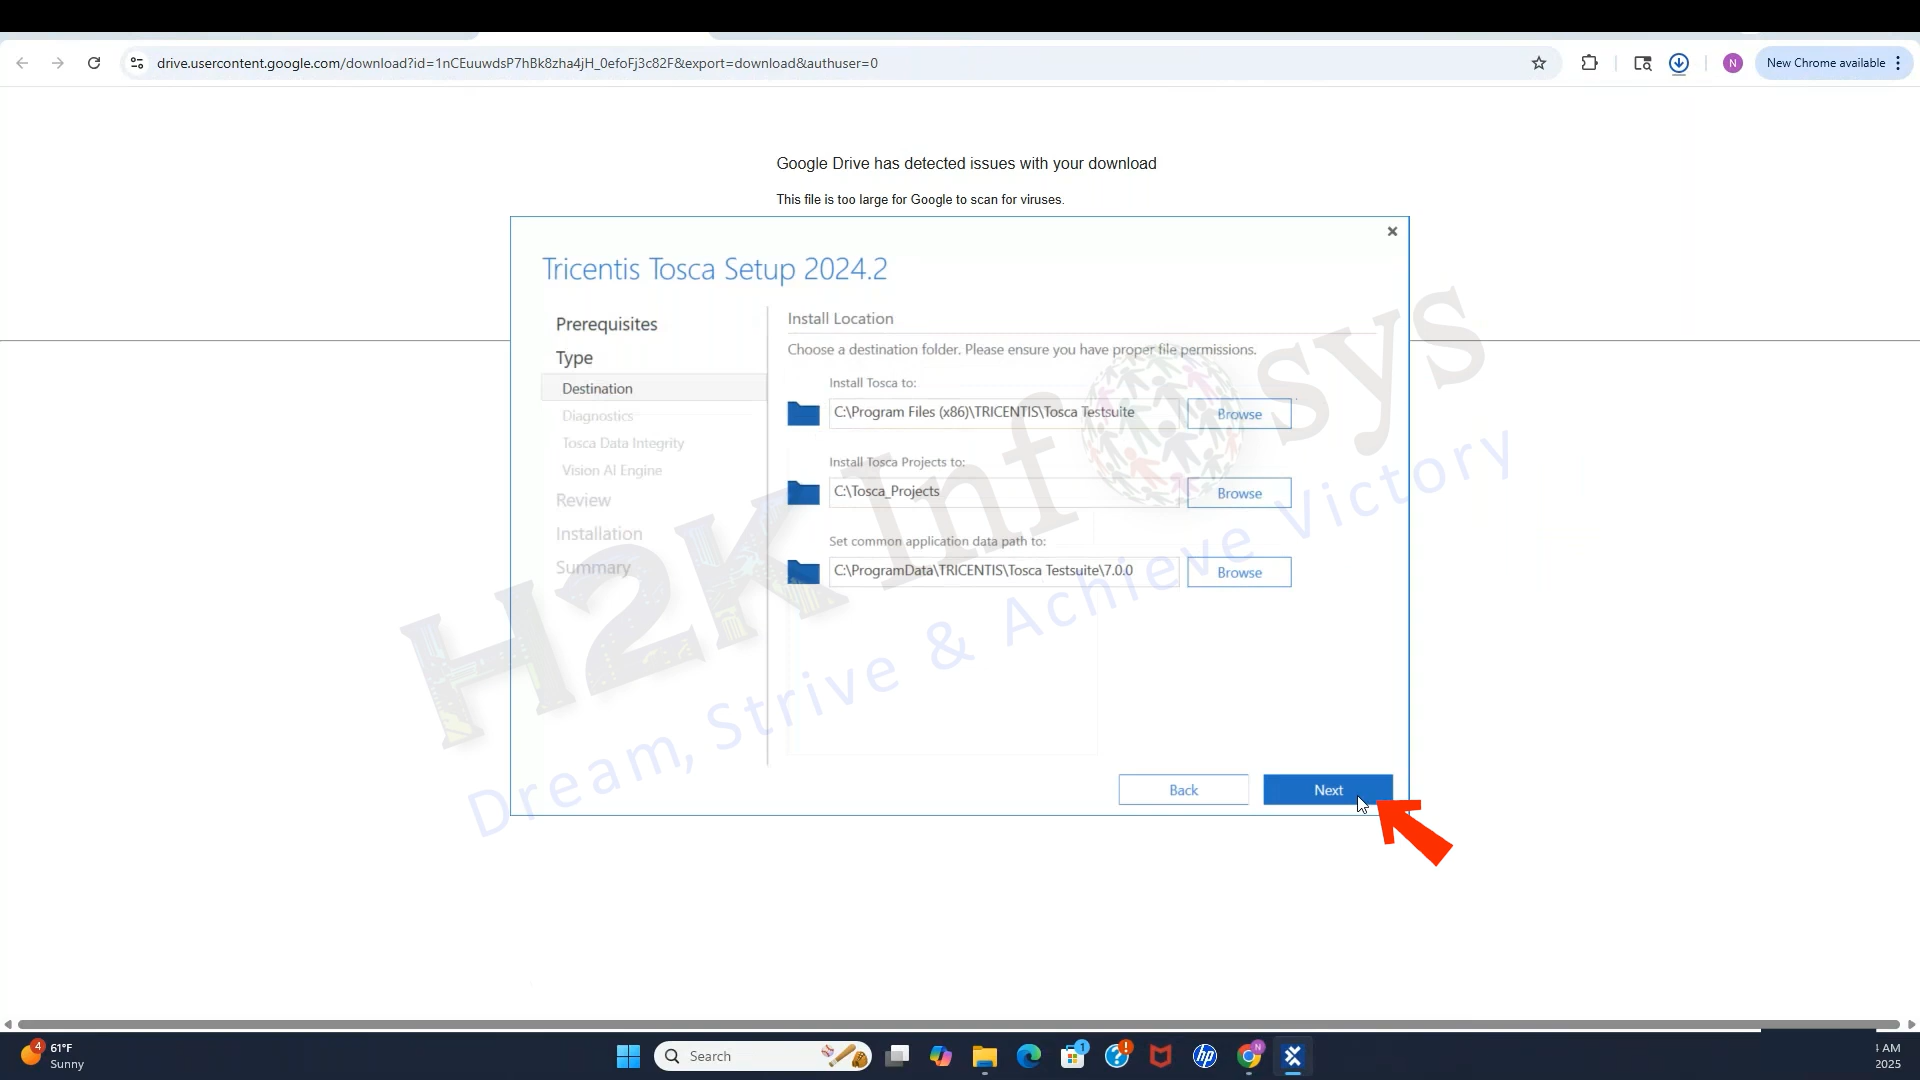 drive.usercontent.google.com/download?id=1nCEuuwdsP7hBk8zha4jH_0efoFj3c82F&export=download&authuser=0
N
New Chrome available
Google Drive has detected issues with your download
This file is too large for Google to scan for viruses.
Tricentis Tosca Setup 2024.2
Prerequisites
Type
Destination
Diagnostics
Tosca Data Integrity
Vision AI Engine
Review
Installation
Summary
Install Location
Choose a destination folder. Please ensure you have proper file permissions.
Install Tosca to:
C:\Program Files (x86)\TRICENTIS\Tosca Testsuite
Browse
Install Tosca Projects to:
C:\Tosca_Projects
Browse
Set common application data path to:
C:\ProgramData\TRICENTIS\Tosca Testsuite\7.0.0
Browse
Back
Next
H2K Infosys
Dream, Strive & Achieve Victory
4
61°F
Sunny
Search
1
hp
N
AM
2025